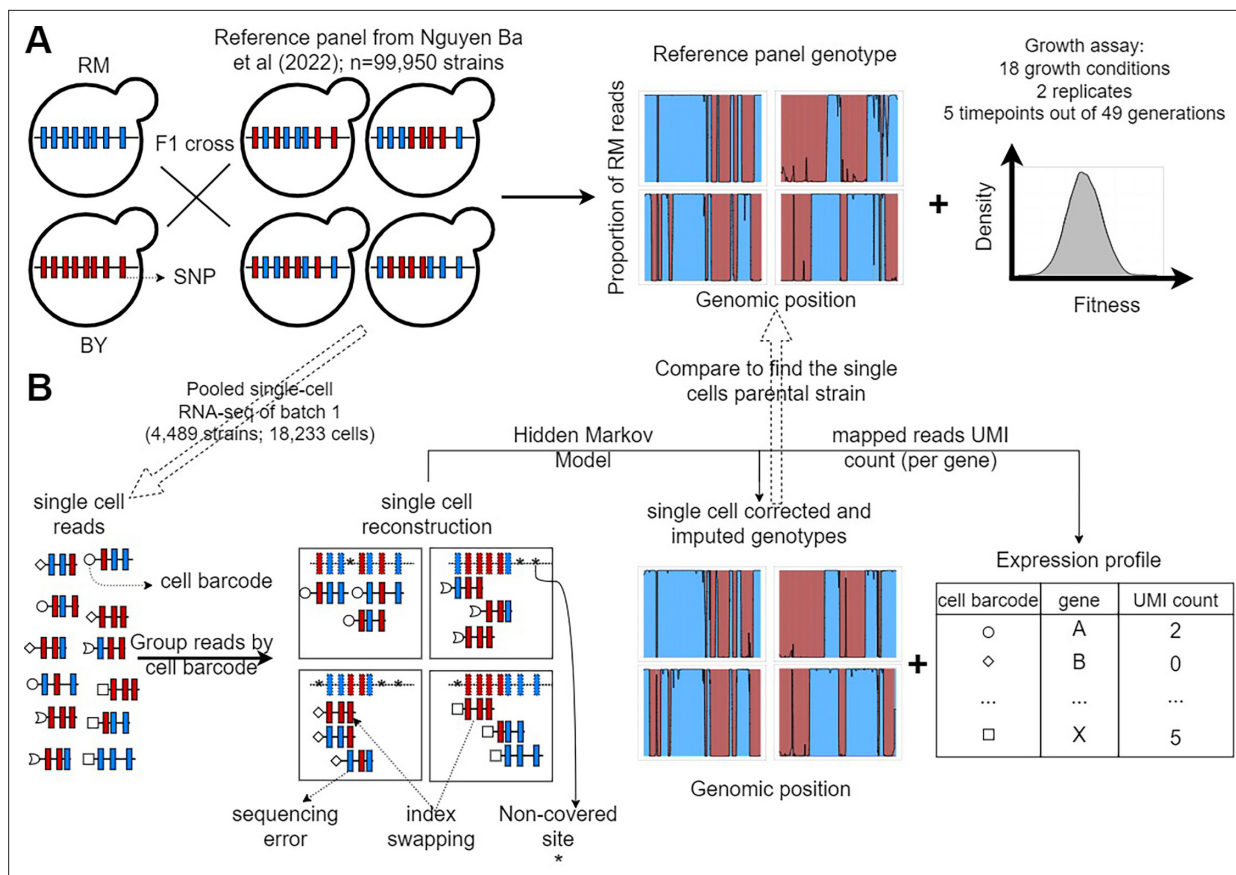 A
RM
BY
F1 cross
SNP
Reference panel from Nguyen Ba
et al (2022); n=99,950 strains
Reference panel genotype
Proportion of RM reads
Genomic position
+
Growth assay:
18 growth conditions
2 replicates
5 timepoints out of 49 generations
Density
Fitness
B
Pooled single-cell
RNA-seq of batch 1
(4,489 strains; 18,233 cells)
Compare to find the single
cells parental strain
Hidden Markov
Model
mapped reads UMI
count (per gene)
single cell
reads
cell barcode
Group reads by
cell barcode
single cell
reconstruction
*
* *
* * *
*
sequencing
error
index
swapping
Non-covered
site
*
single cell corrected and
imputed genotypes
Genomic position
+
Expression profile
cell barcode gene UMI count
A 2
B 0
... ... ...
X 5